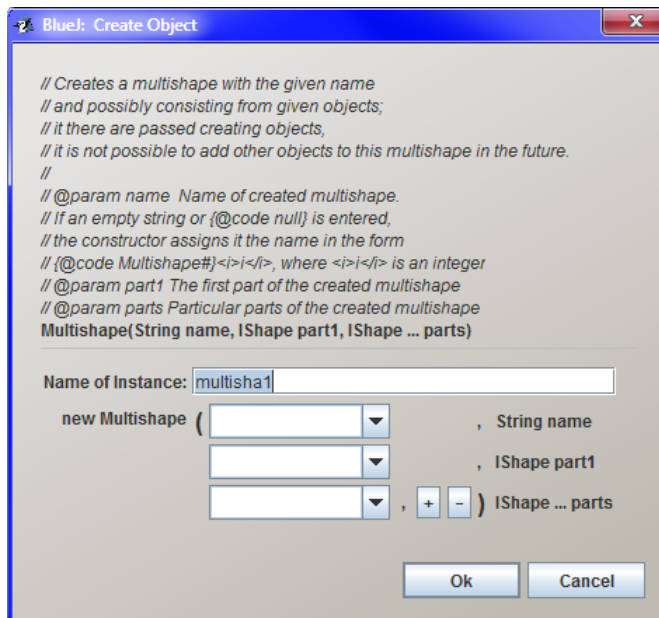 BlueJ: Create Object
// Creates a multishape with the given name
// and possibly consisting from given objects;
// it there are passed creating objects,
// it is not possible to add other objects to this multishape in the future.
//
// @param name  Name of created multishape.
// If an empty string or {@code null} is entered,
// the constructor assigns it the name in the form
// {@code Multishape#}<i>i</i>, where <i>i</i> is an integer
// @param part1 The first part of the created multishape
// @param parts Particular parts of the created multishape
Multishape(String name, IShape part1, IShape ... parts)
Name of Instance: multisha1
new Multishape ( , String name
, IShape part1
, + - ) IShape ... parts
Ok Cancel